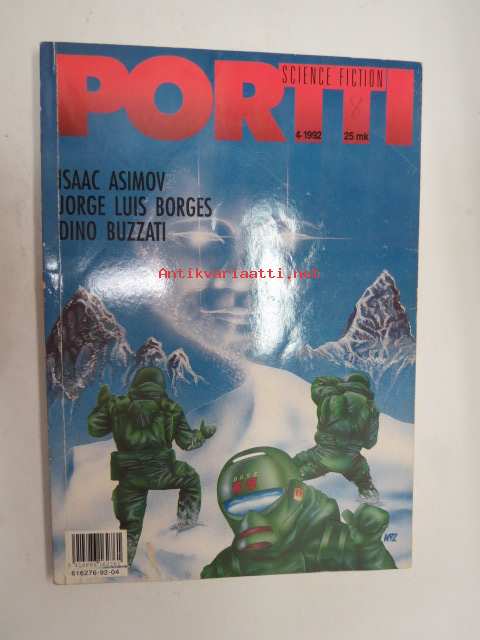 PORTTI
SCIENCE FICTION
4-1992 25 mk
ISAAC ASIMOV
JORGE LUIS BORGES
DINO BUZZATI
Antikvariaatti.net
616276-92-04